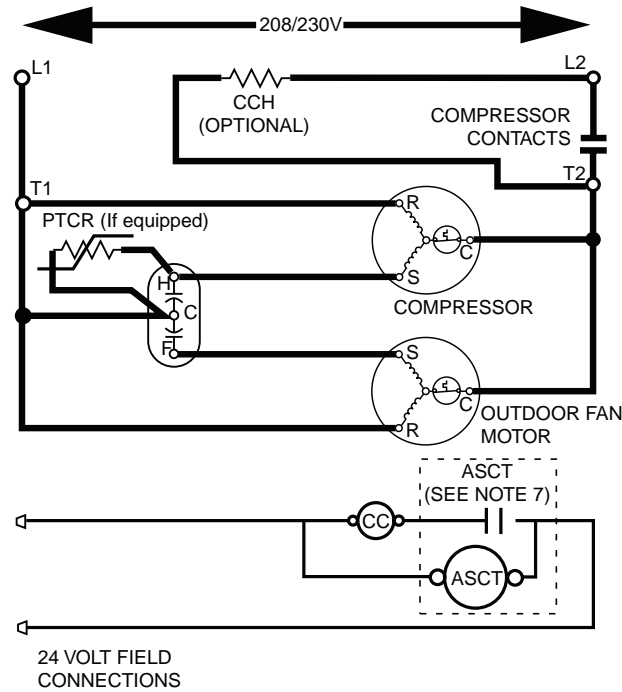 208/230V
L1
L2
CCH
(OPTIONAL)
COMPRESSOR
CONTACTS
T1
T2
PTCR (If equipped)
R
H
C
S
C
COMPRESSOR
F
S
C
R
OUTDOOR FAN
MOTOR
ASCT
(SEE NOTE 7)
CC
ASCT
24 VOLT FIELD
CONNECTIONS